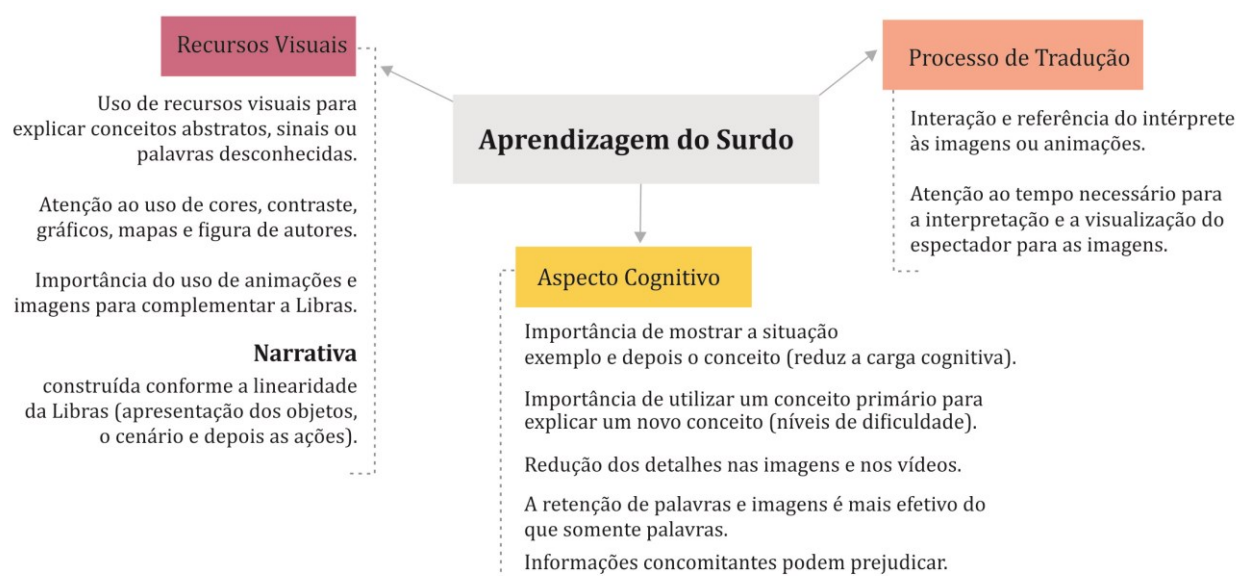 Aprendizagem do Surdo
Recursos Visuais
Uso de recursos visuais para
explicar conceitos abstratos, sinais ou
palavras desconhecidas.
Atenção ao uso de cores, contraste,
gráficos, mapas e figura de autores.
Importância do uso de animações e
imagens para complementar a Libras.
Narrativa
construída conforme a linearidade
da Libras (apresentação dos objetos,
o cenário e depois as ações).
Aspecto Cognitivo
Importância de mostrar a situação
exemplo e depois o conceito (reduz a carga cognitiva).
Importância de utilizar um conceito primário para
explicar um novo conceito (níveis de dificuldade).
Redução dos detalhes nas imagens e nos vídeos.
A retenção de palavras e imagens é mais efetivo do
que somente palavras.
Informações concomitantes podem prejudicar.
Processo de Tradução
Interação e referência do intérprete
às imagens ou animações.
Atenção ao tempo necessário para
a interpretação e a visualização do
espectador para as imagens.